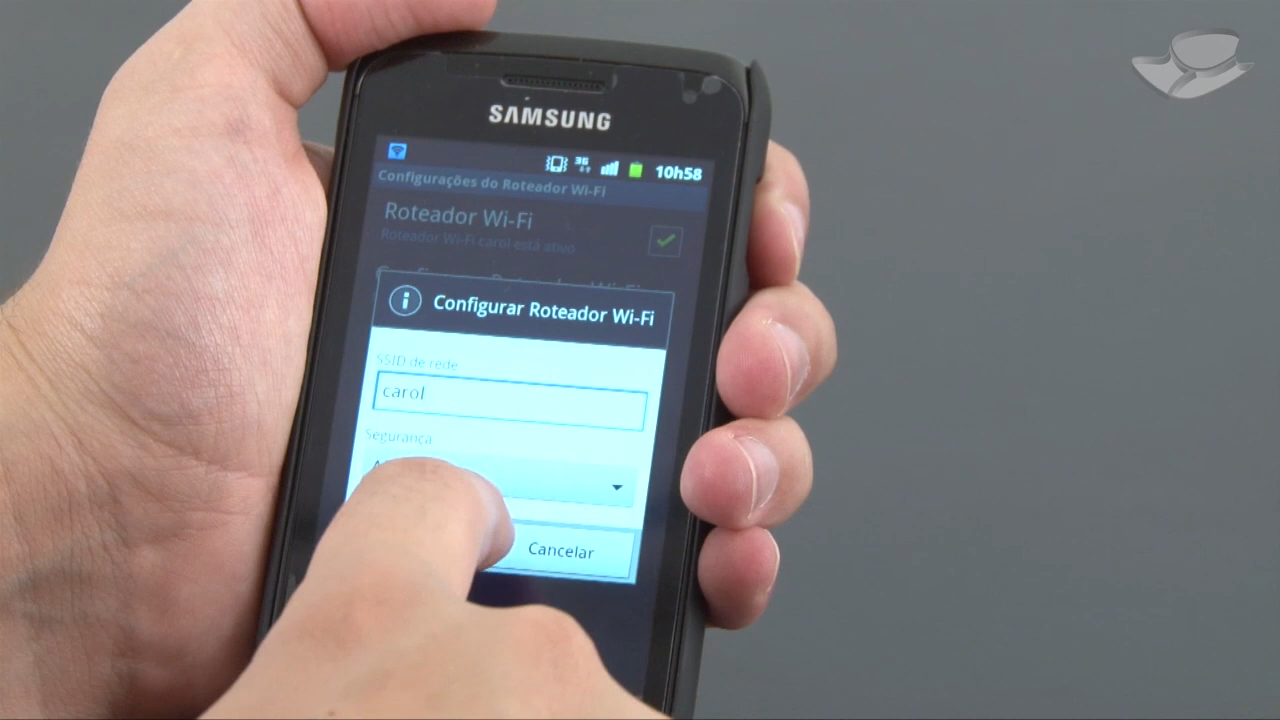 SAMSUNG
3G 10h58
Configurações do Roteador Wi-Fi
Roteador Wi-Fi
Roteador Wi-Fi carol está ativo
Configurar Roteador Wi-Fi
SSID de rede
carol
Segurança
Cancelar